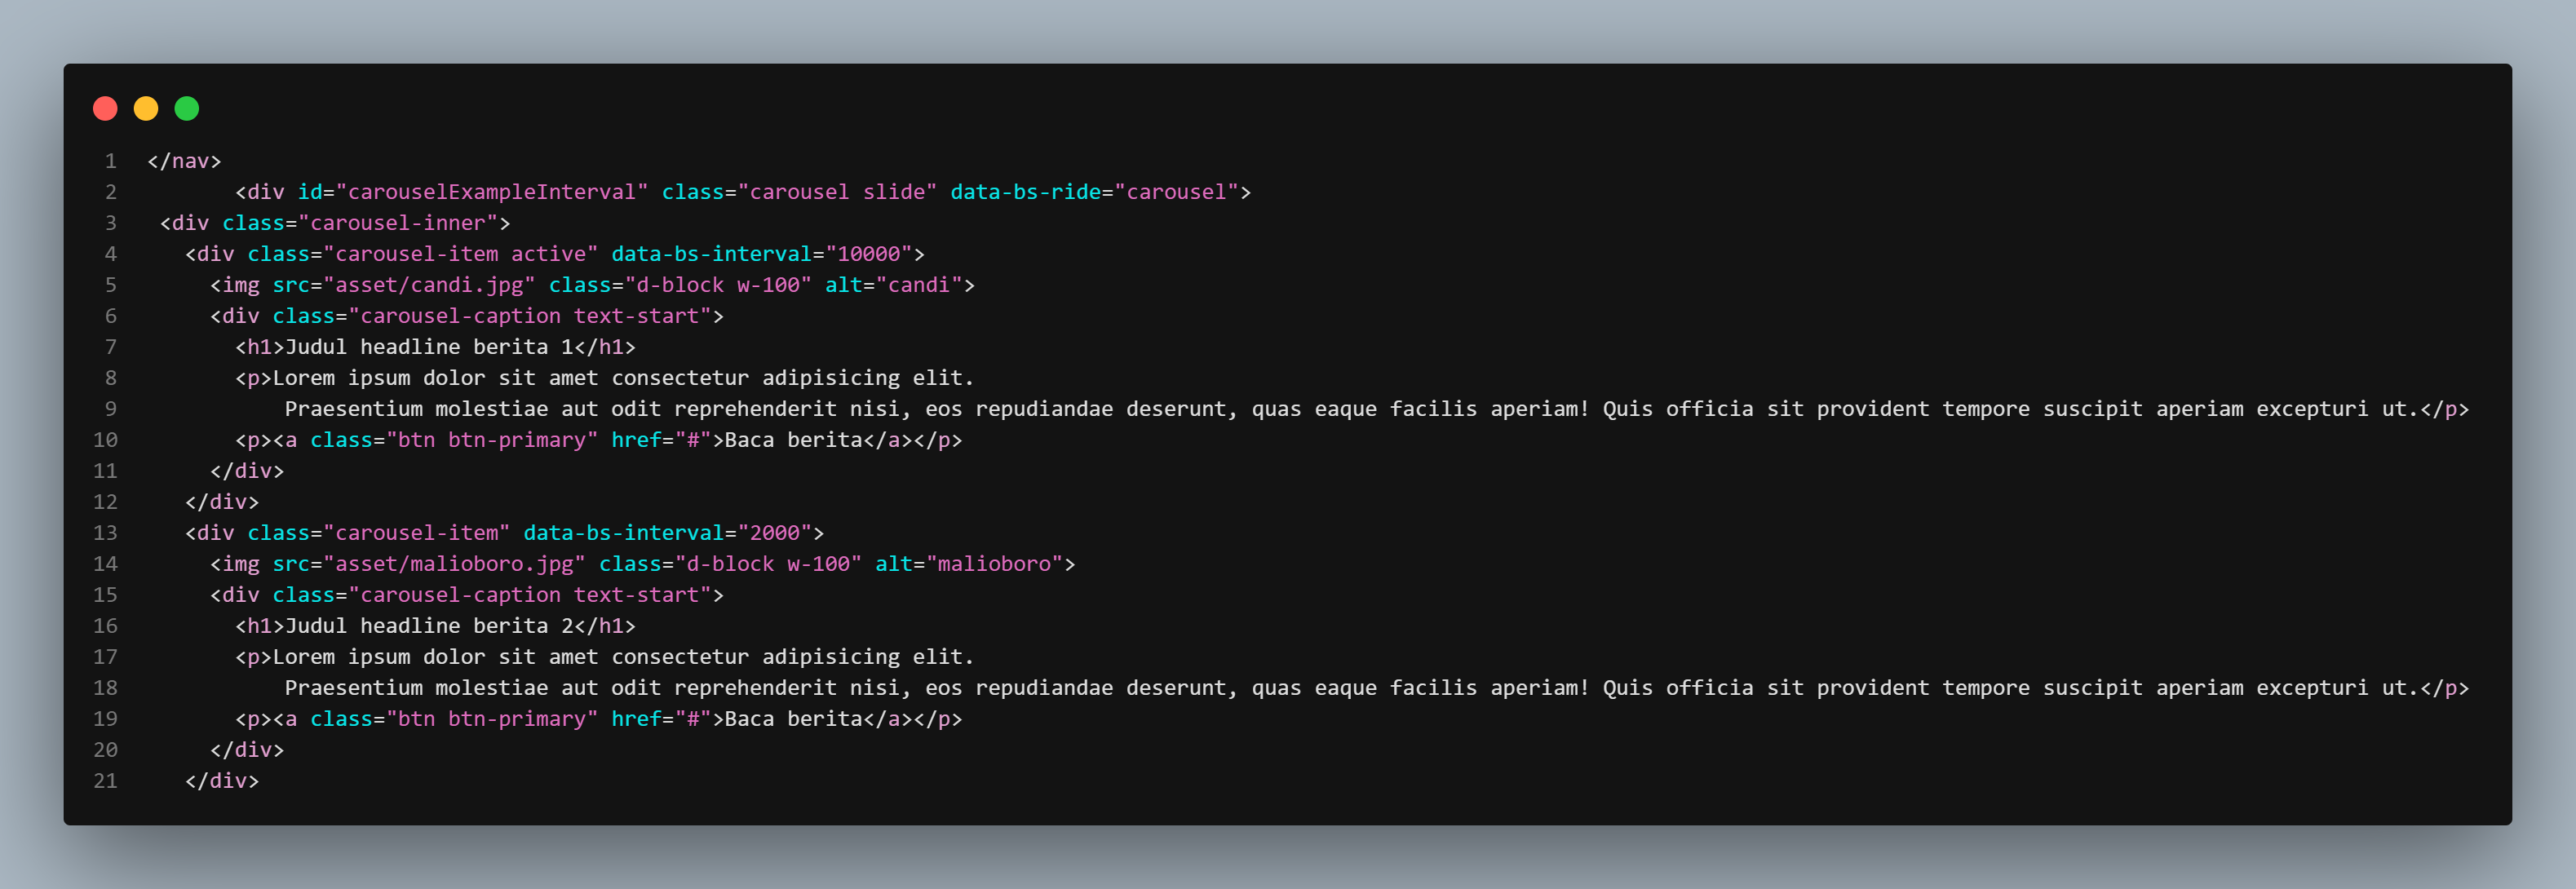 1 </nav>
2 <div id="carouselExampleInterval" class="carousel slide" data-bs-ride="carousel">
3 <div class="carousel-inner">
4 <div class="carousel-item active" data-bs-interval="10000">
5 <img src="asset/candi.jpg" class="d-block w-100" alt="candi">
6 <div class="carousel-caption text-start">
7 <h1>Judul headline berita 1</h1>
8 <p>Lorem ipsum dolor sit amet consectetur adipisicing elit.
9 Praesentium molestiae aut odit reprehenderit nisi, eos repudiandae deserunt, quas eaque facilis aperiam! Quis officia sit provident tempore suscipit aperiam excepturi ut.</p>
10 <p><a class="btn btn-primary" href="#">Baca berita</a></p>
11 </div>
12 </div>
13 <div class="carousel-item" data-bs-interval="2000">
14 <img src="asset/malioboro.jpg" class="d-block w-100" alt="malioboro">
15 <div class="carousel-caption text-start">
16 <h1>Judul headline berita 2</h1>
17 <p>Lorem ipsum dolor sit amet consectetur adipisicing elit.
18 Praesentium molestiae aut odit reprehenderit nisi, eos repudiandae deserunt, quas eaque facilis aperiam! Quis officia sit provident tempore suscipit aperiam excepturi ut.</p>
19 <p><a class="btn btn-primary" href="#">Baca berita</a></p>
20 </div>
21 </div>